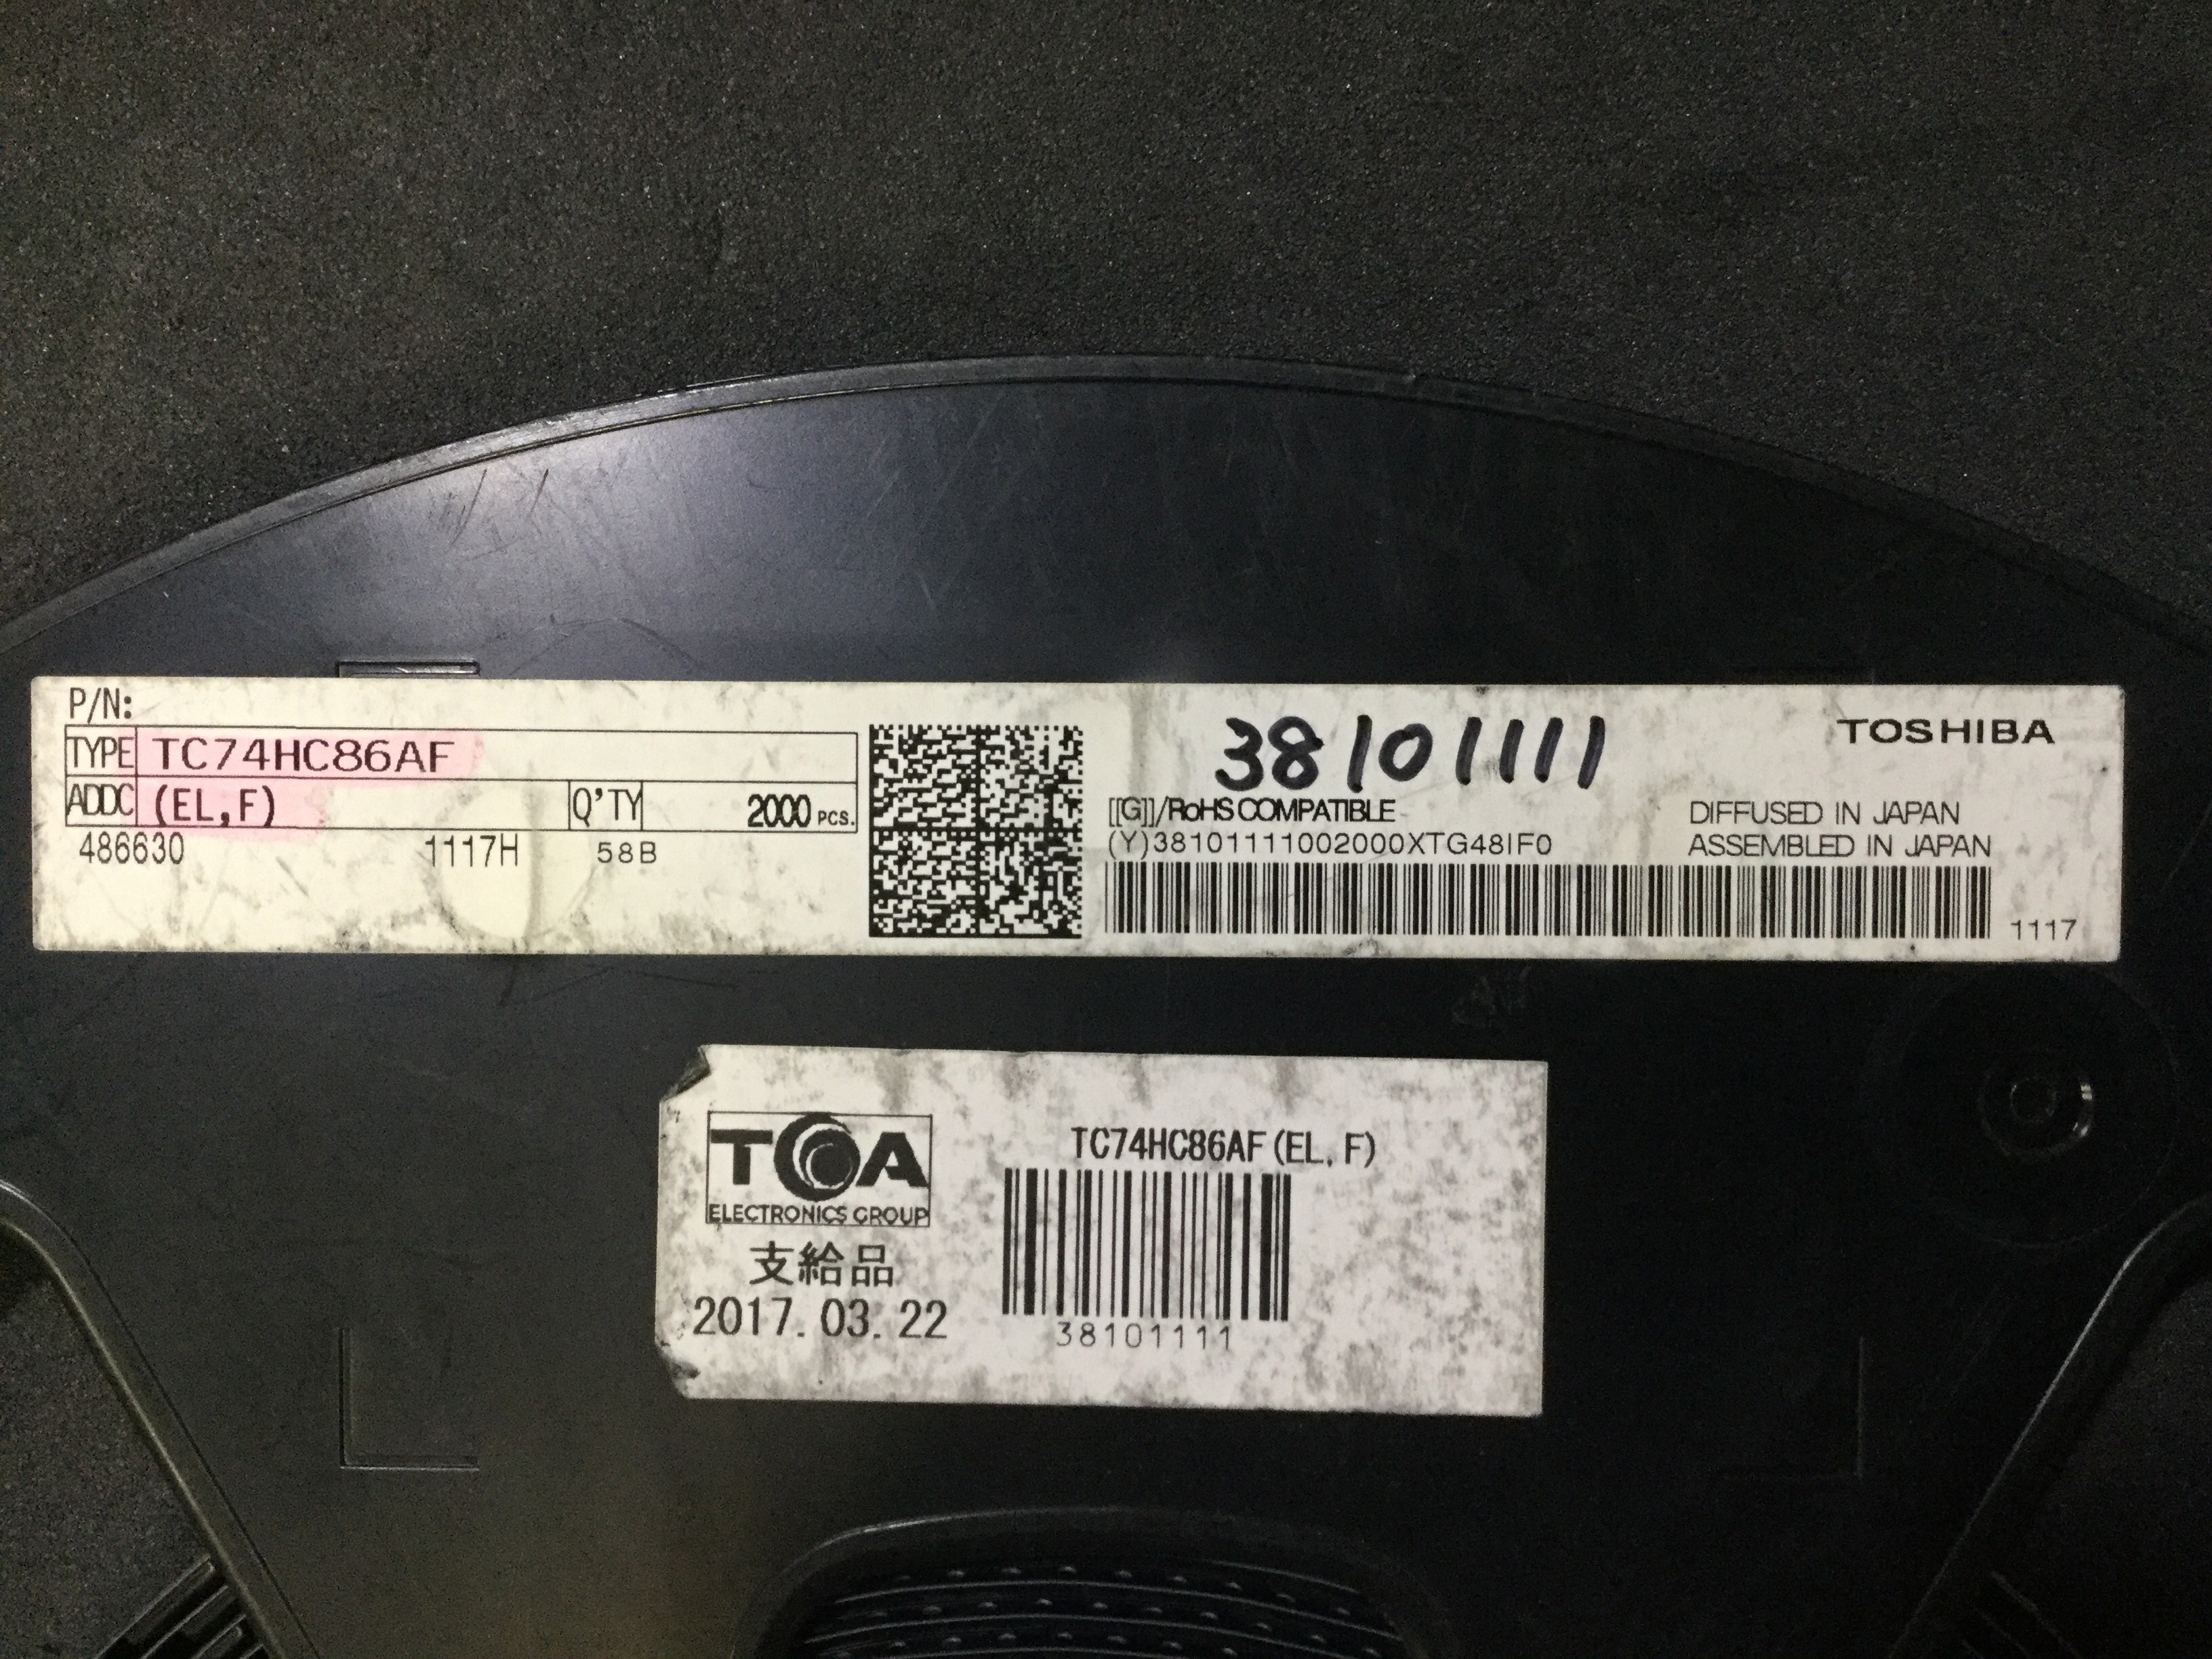 P/N:
TYPE TC74HC86AF
ADDC (EL,F) Q'TY 2000 PCS.
486630 1117H 58B
38101111
TOSHIBA
[[G]]/RoHS COMPATIBLE
(Y)38101111002000XTG48IF0
DIFFUSED IN JAPAN
ASSEMBLED IN JAPAN
1117
TOA
ELECTRONICS GROUP
支給品
2017.03.22
TC74HC86AF(EL,F)
38101111